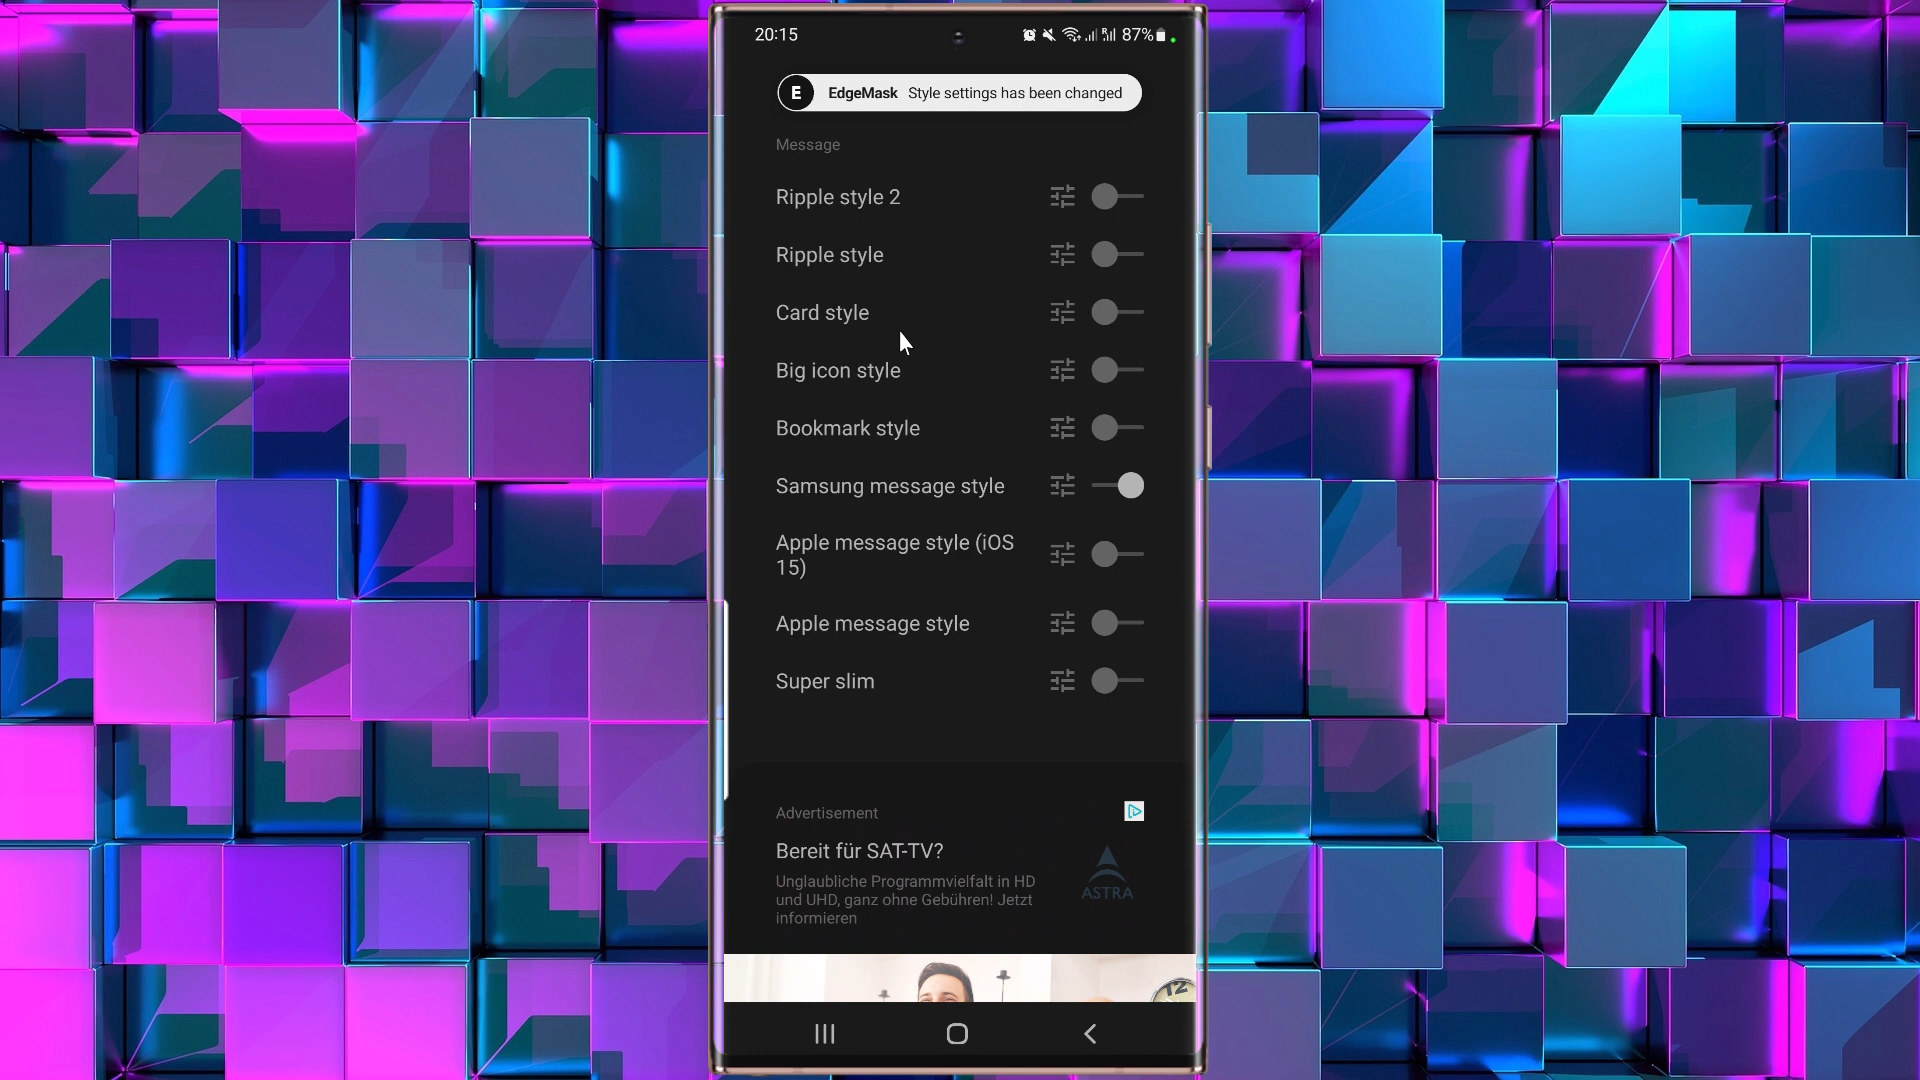 20:15
87%
E EdgeMask Style settings has been changed
Message
Ripple style 2
Ripple style
Card style
Big icon style
Bookmark style
Samsung message style
Apple message style (iOS
15)
Apple message style
Super slim
Advertisement
Bereit für SAT-TV?
Unglaubliche Programmvielfalt in HD
und UHD, ganz ohne Gebühren! Jetzt
informieren
ASTRA
12